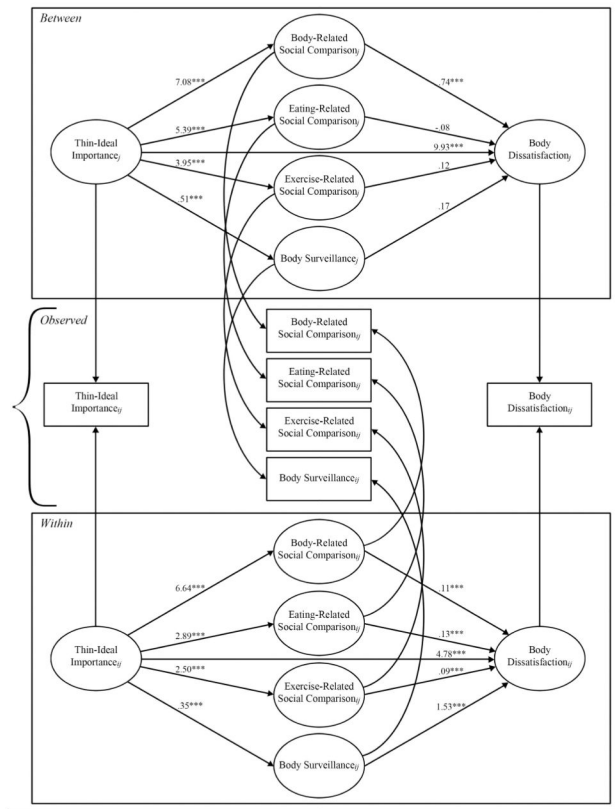 Between
Body-Related
Social Comparisonj
7.08***
.74***
Eating-Related
Social Comparisonj
5.39***
-.08
Thin-Ideal
Importancej
9.93***
Body
Dissatisfactionj
3.95***
.12
Exercise-Related
Social Comparisonj
.51***
.17
Body Surveillancej
Observed
Body-Related
Social Comparisonij
Eating-Related
Social Comparisonij
Thin-Ideal
Importanceij
Body
Dissatisfactionij
Exercise-Related
Social Comparisonij
Body Surveillanceij
Within
Body-Related
Social Comparisonij
6.64***
.11***
Eating-Related
Social Comparisonij
2.89***
.13***
Thin-Ideal
Importanceij
4.78***
Body
Dissatisfactionij
2.50***
.09***
Exercise-Related
Social Comparisonij
.35***
1.53***
Body Surveillanceij